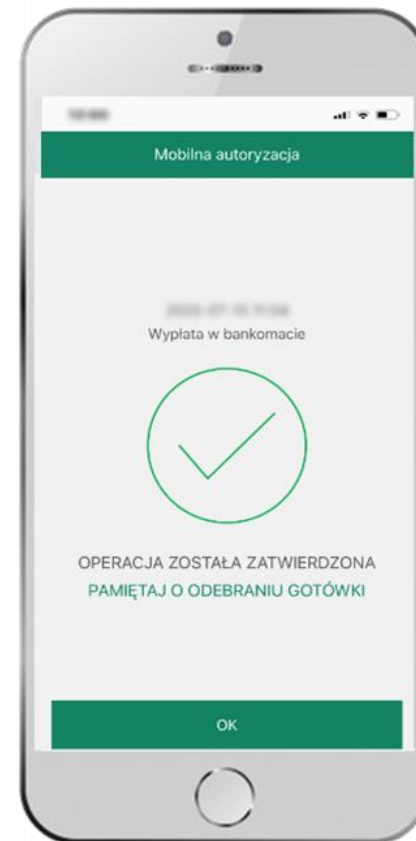 Mobilna autoryzacja
Wypłata w bankomacie
OPERACJA ZOSTAŁA ZATWIERDZONA
PAMIĘTAJ O ODEBRANIU GOTÓWKI
OK